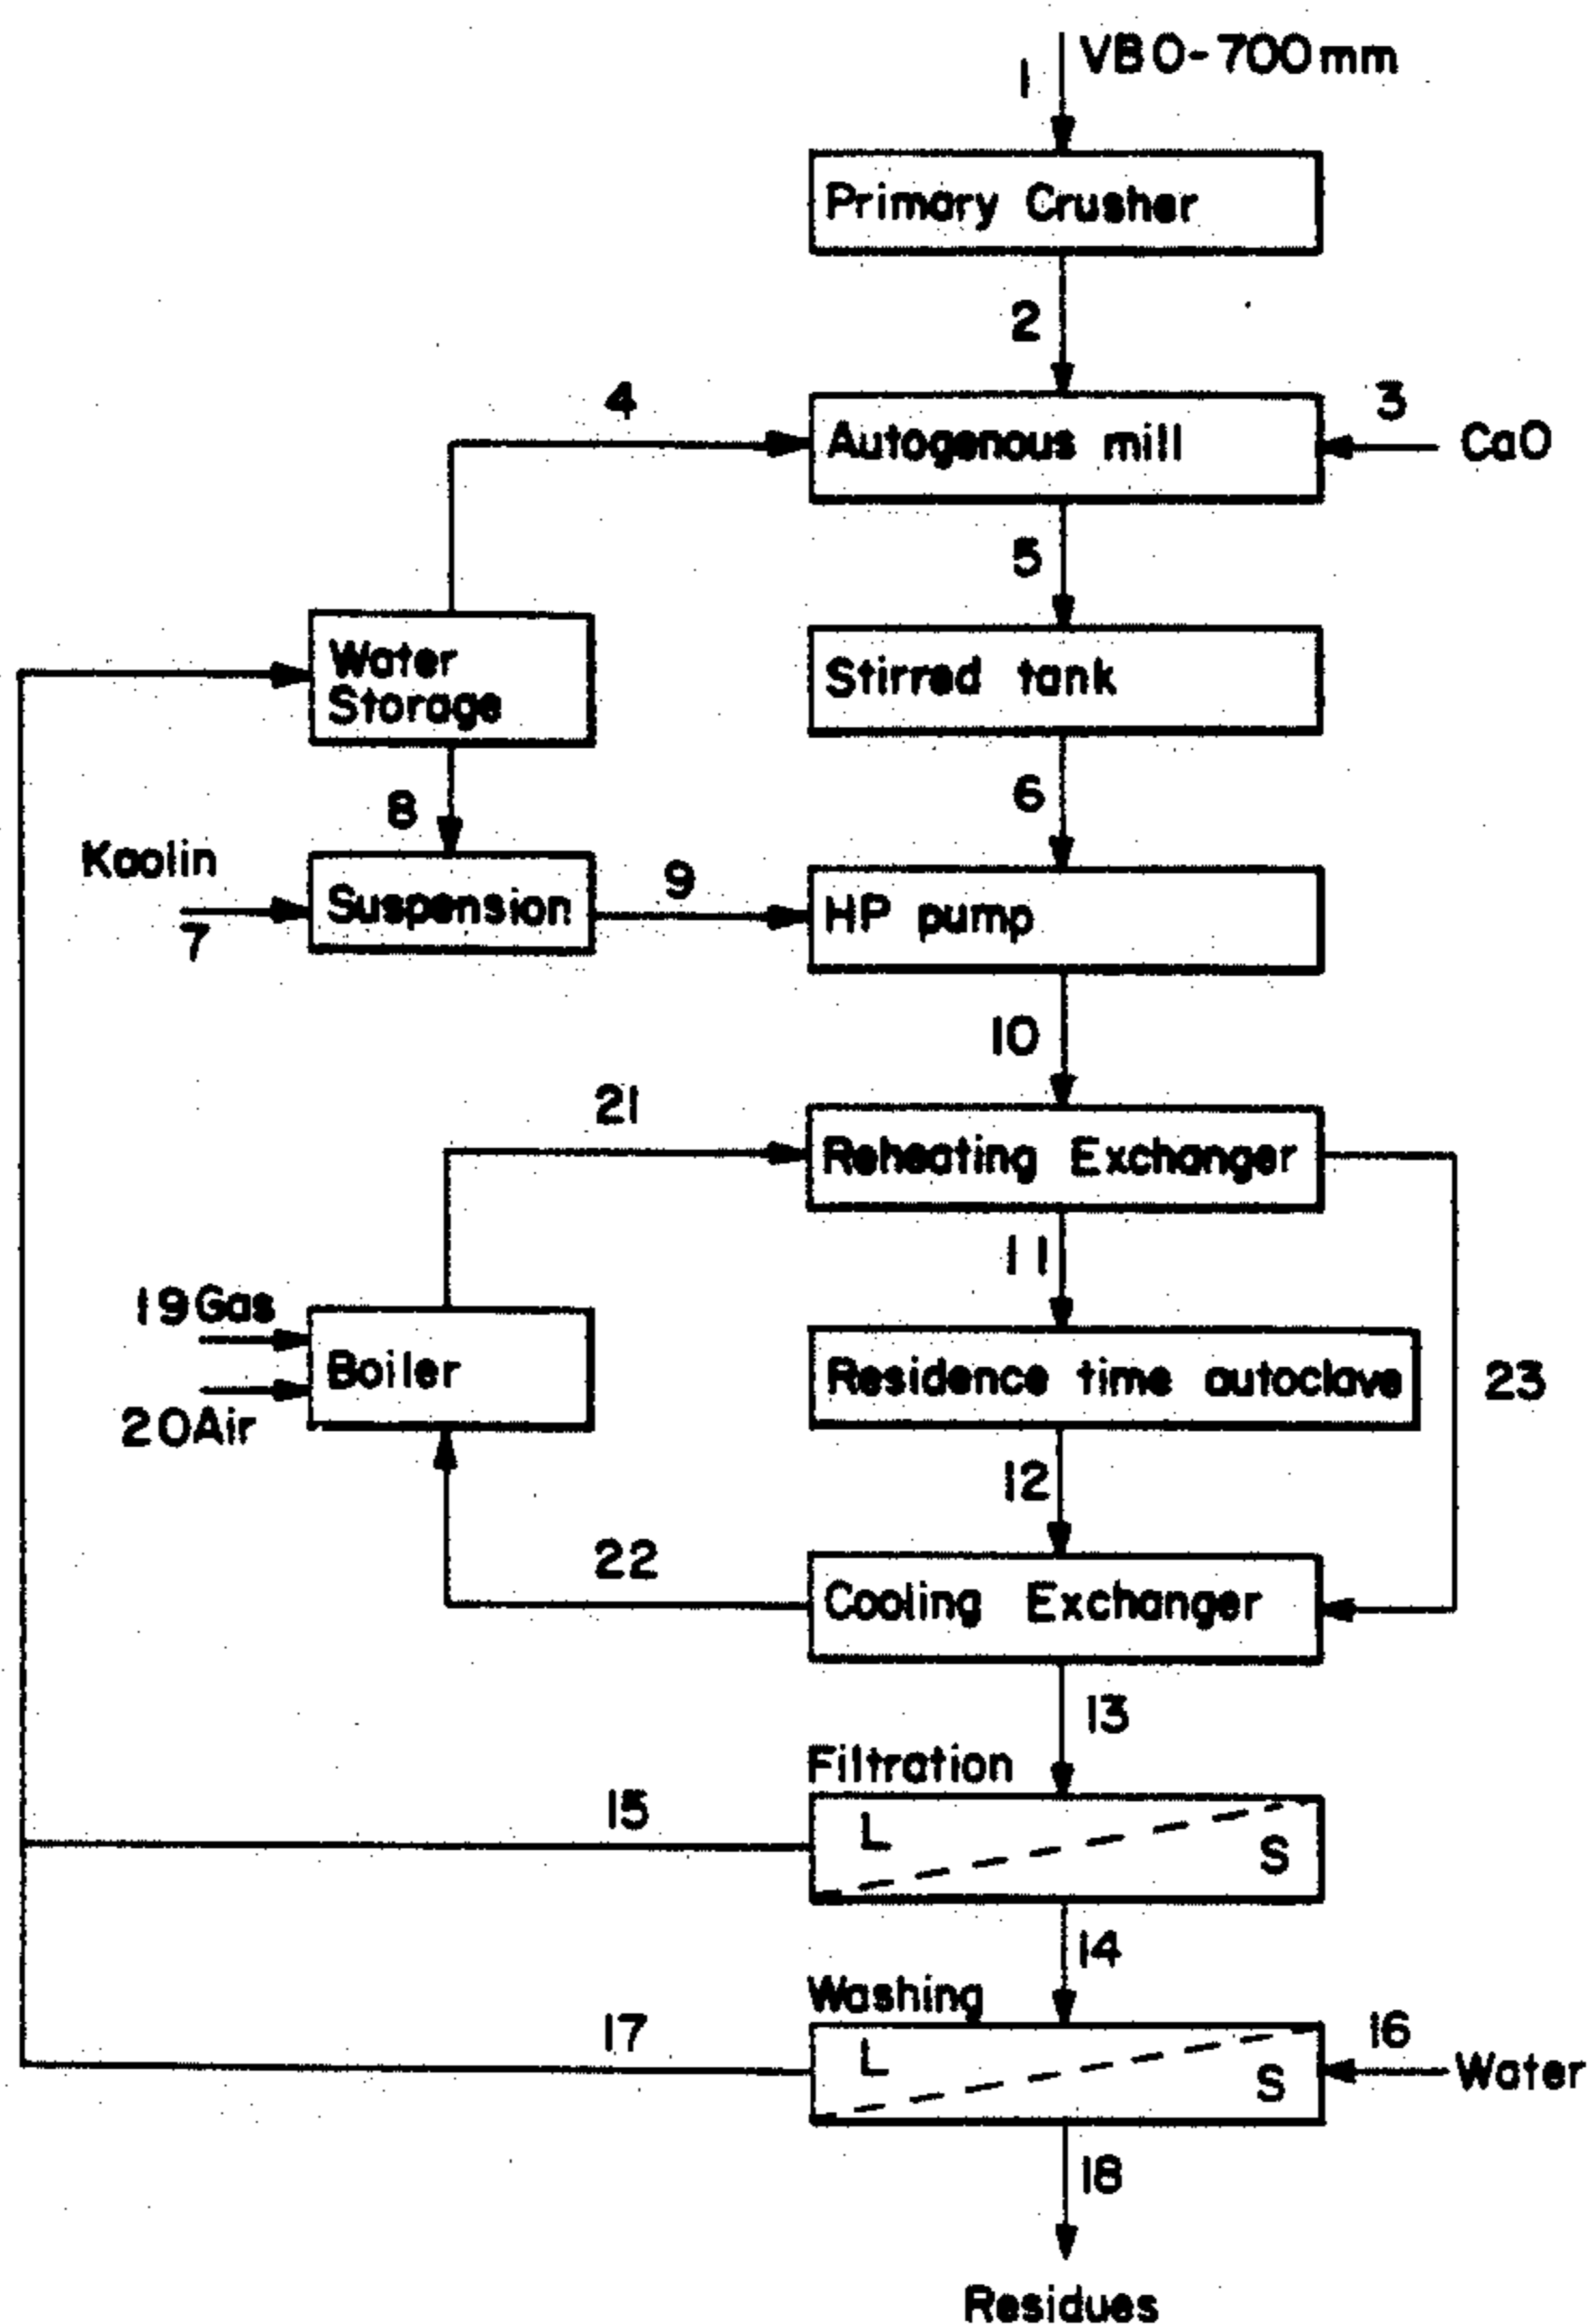 1
VB 0-700mm
Primary Crusher
2
4
3
Autogenous mill
CaO
5
Water
Storage
Stirred tank
8
6
Kaolin
7
Suspension
9
HP pump
10
21
Reheating Exchanger
11
19 Gas
Boiler
20 Air
Residence time autoclave
23
12
22
Cooling Exchanger
13
Filtration
15
L
S
14
Washing
17
L
S
16
Water
18
Residues